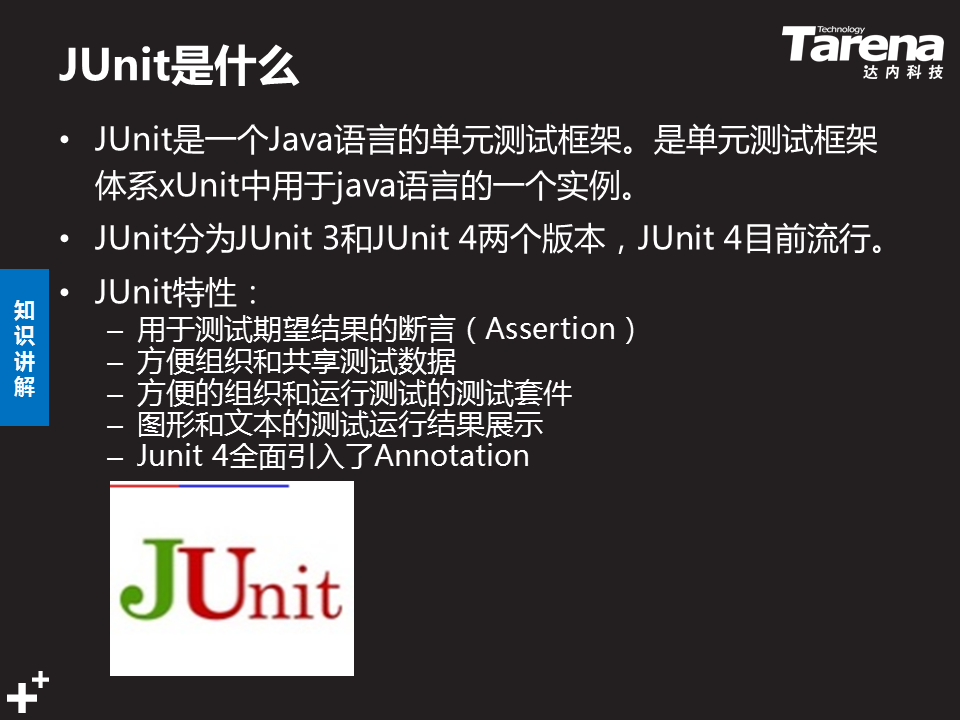 JUnit是什么
Technology
Tarena
达内科技
• JUnit是一个Java语言的单元测试框架。是单元测试框架
体系xUnit中用于java语言的一个实例。
• JUnit分为JUnit 3和JUnit 4两个版本，JUnit 4目前流行。
• JUnit特性：
– 用于测试期望结果的断言（Assertion）
– 方便组织和共享测试数据
– 方便的组织和运行测试的测试套件
– 图形和文本的测试运行结果展示
– Junit 4全面引入了Annotation
知
识
讲
解
JUnit